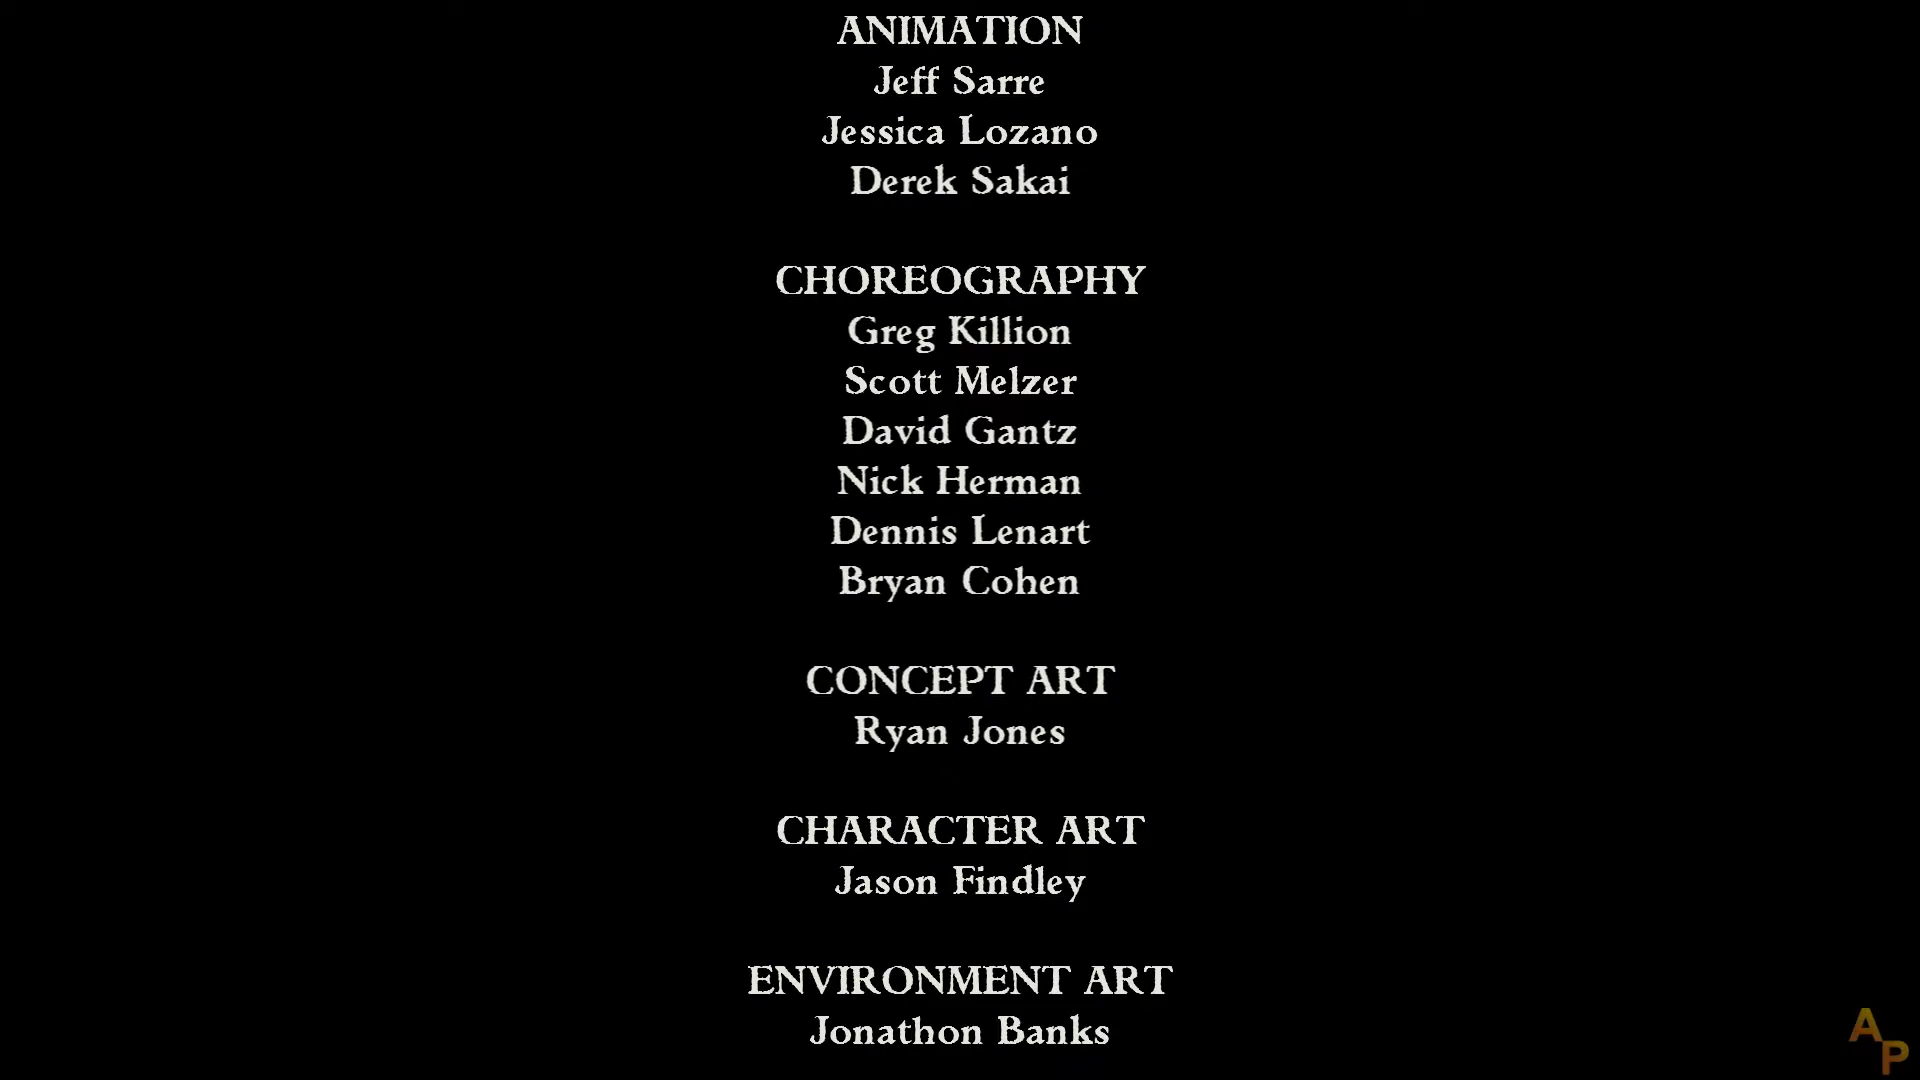 ANIMATION
Jeff Sarre
Jessica Lozano
Derek Sakai
CHOREOGRAPHY
Greg Killion
Scott Melzer
David Gantz
Nick Herman
Dennis Lenart
Bryan Cohen
CONCEPT ART
Ryan Jones
CHARACTER ART
Jason Findley
ENVIRONMENT ART
Jonathon Banks
AP